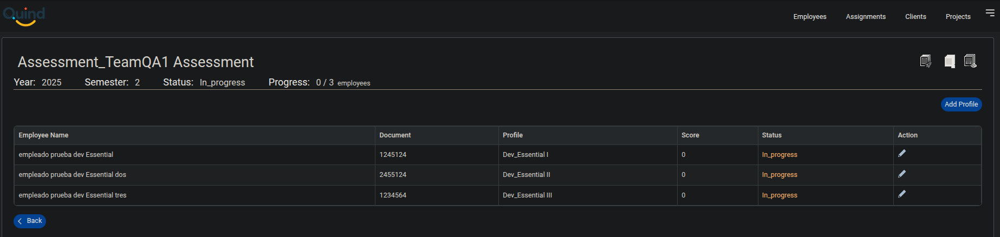 Quind
Employees Assignments Clients Projects
Assessment_TeamQA1 Assessment
Year: 2025 Semester: 2 Status: In_progress Progress: 0 / 3 employees
Add Profile
Employee Name Document Profile Score Status Action
empleado prueba dev Essential 1245124 Dev_Essential I 0 In_progress
empleado prueba dev Essential dos 2455124 Dev_Essential II 0 In_progress
empleado prueba dev Essential tres 1234564 Dev_Essential III 0 In_progress
Back